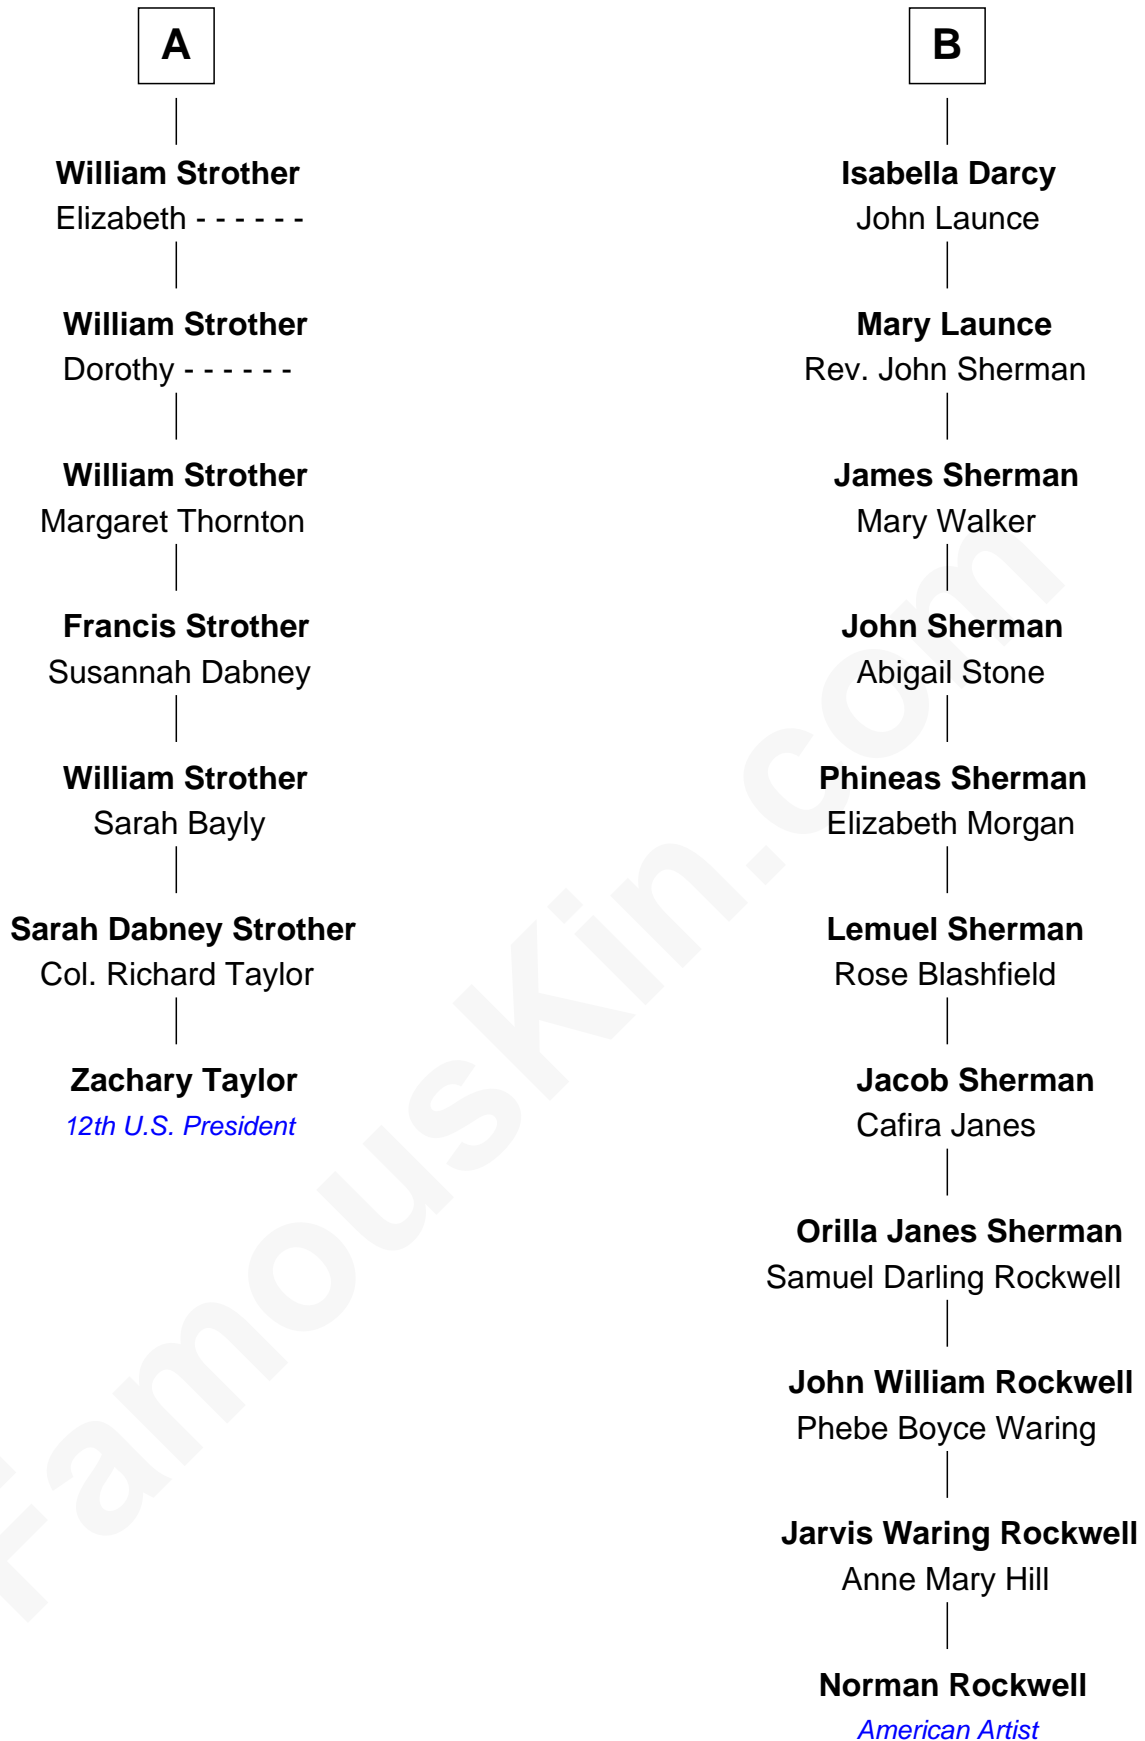 A
William Strother
Elizabeth - - - - - -
William Strother
Dorothy - - - - - -
William Strother
Margaret Thornton
Francis Strother
Susannah Dabney
William Strother
Sarah Bayly
Sarah Dabney Strother
Col. Richard Taylor
Zachary Taylor
12th U.S. President
B
Isabella Darcy
John Launce
Mary Launce
Rev. John Sherman
James Sherman
Mary Walker
John Sherman
Abigail Stone
Phineas Sherman
Elizabeth Morgan
Lemuel Sherman
Rose Blashfield
Jacob Sherman
Cafira Janes
Orilla Janes Sherman
Samuel Darling Rockwell
John William Rockwell
Phebe Boyce Waring
Jarvis Waring Rockwell
Anne Mary Hill
Norman Rockwell
American Artist
FamousKin.com